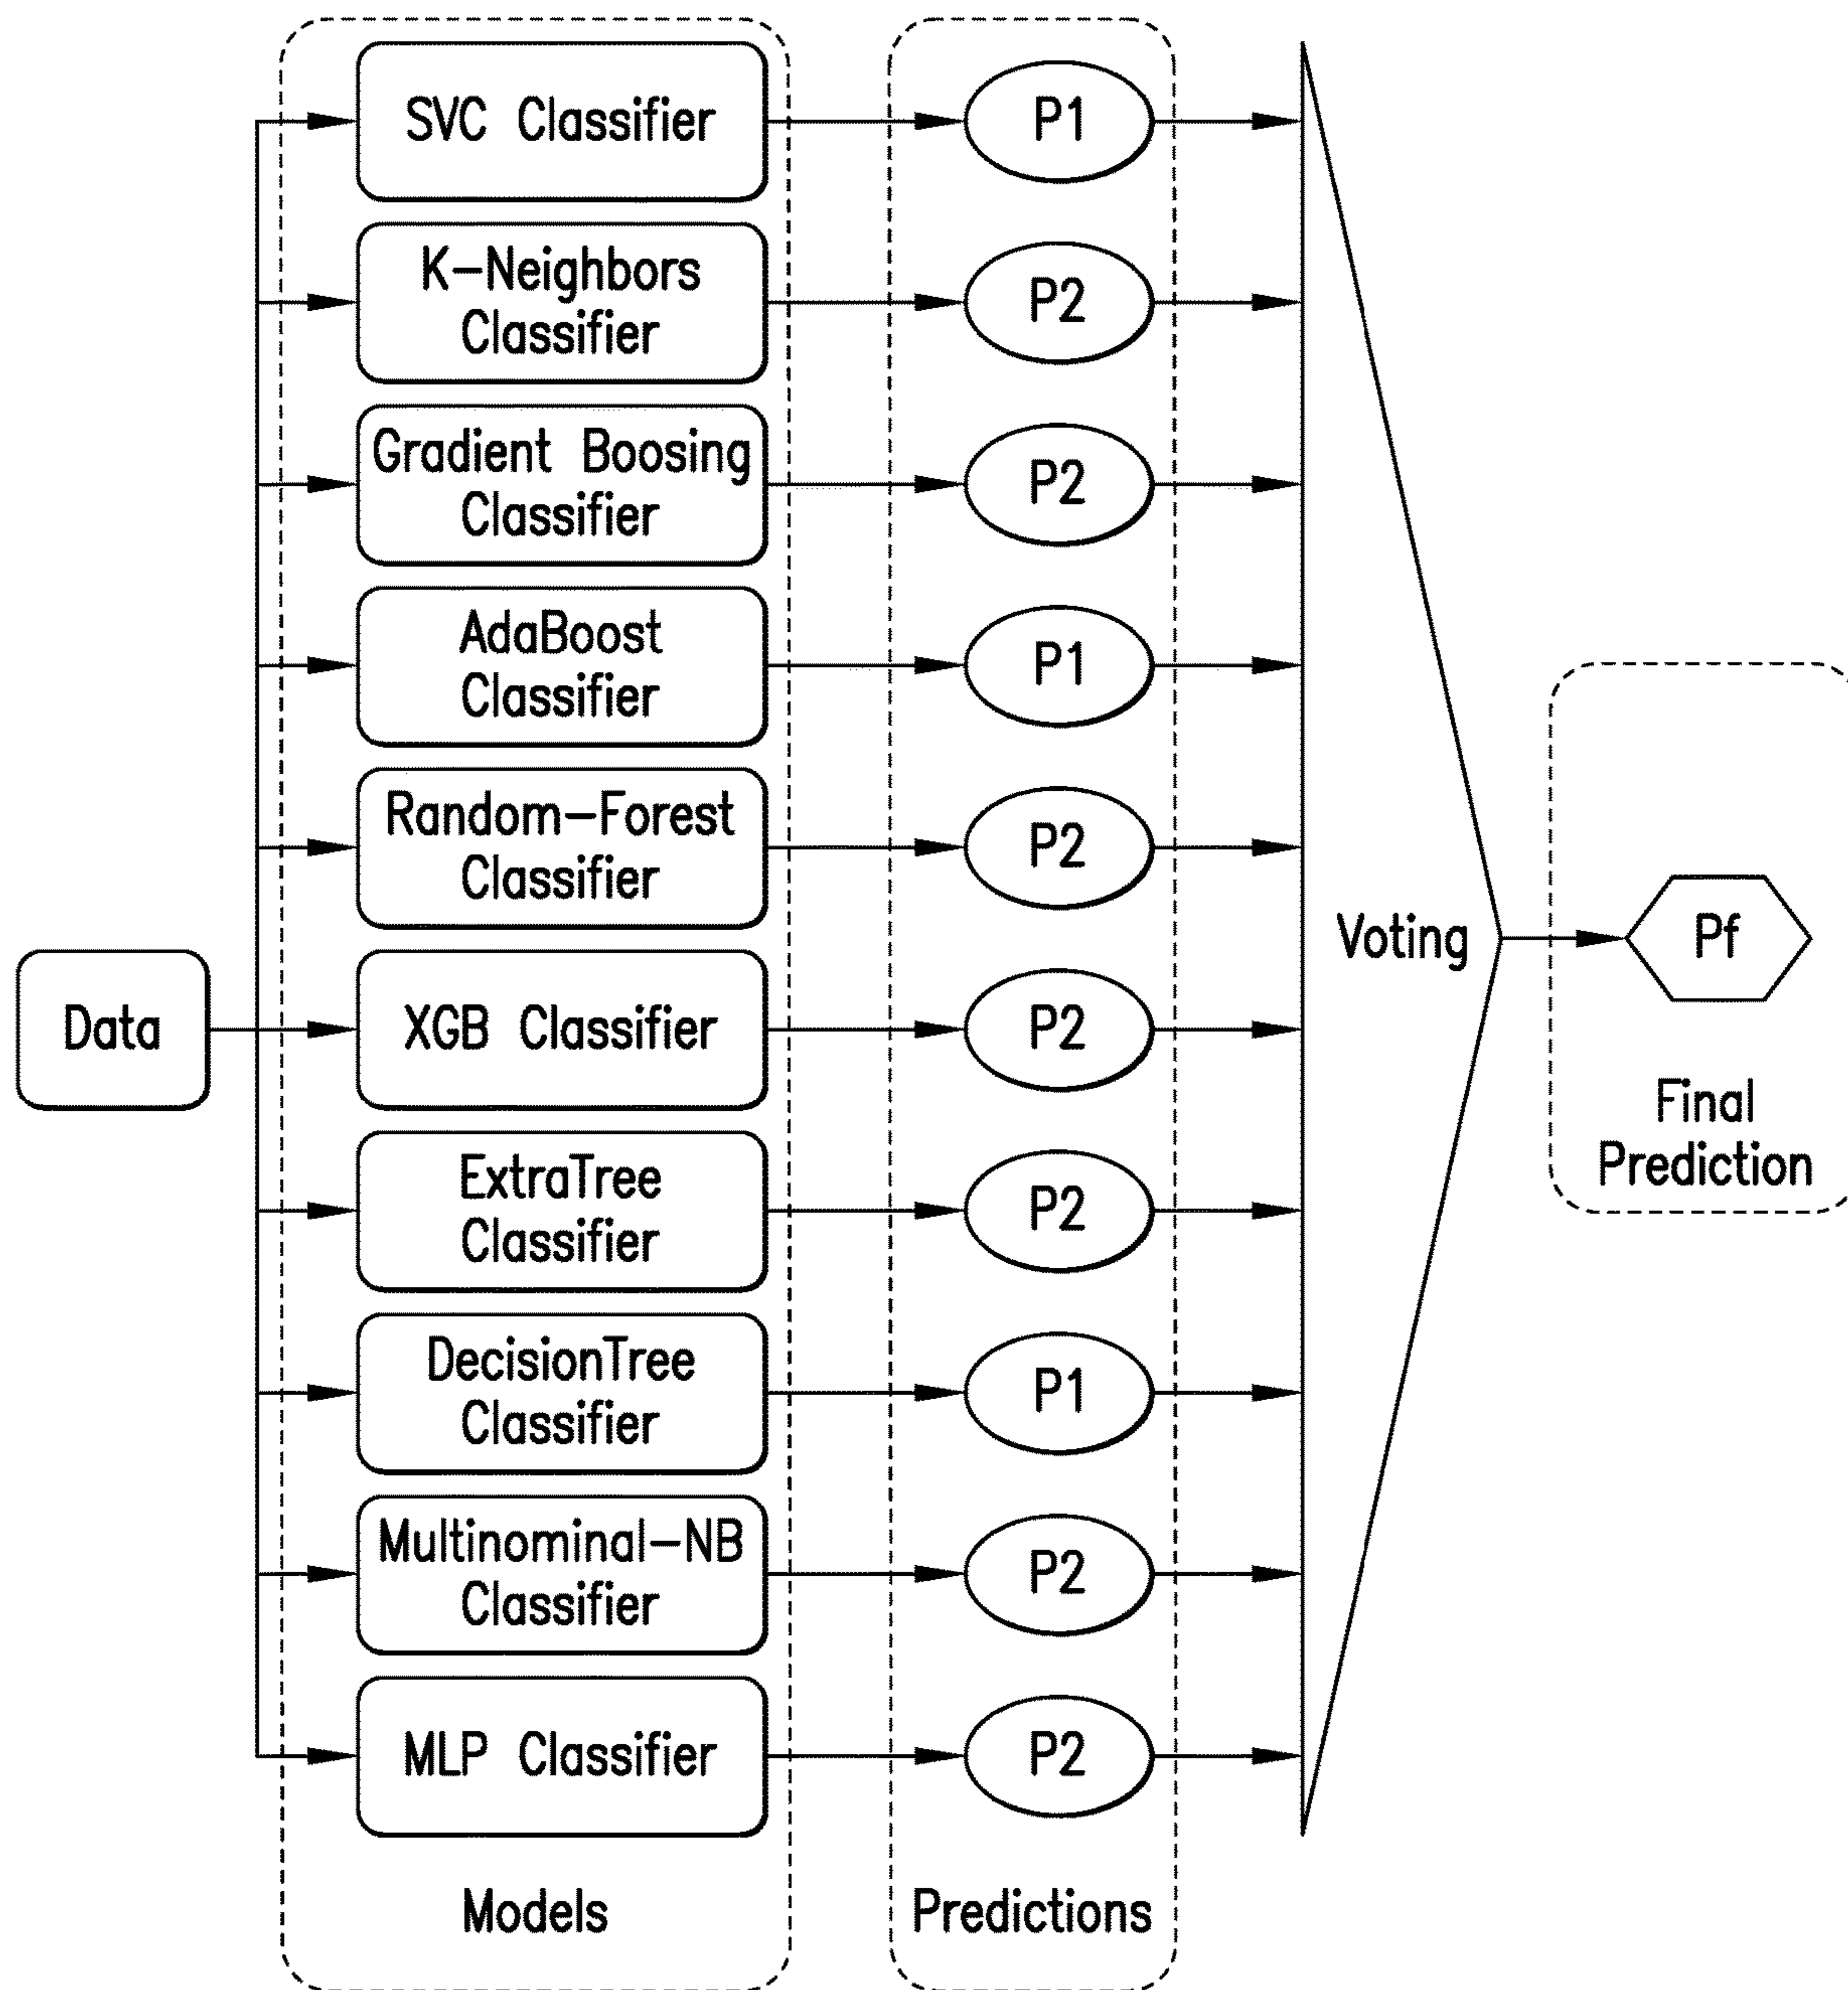 SVC Classifier
P1
K-Neighbors
Classifier
P2
Gradient Boosing
Classifier
P2
AdaBoost
Classifier
P1
Random-Forest
Classifier
P2
Data
XGB Classifier
P2
ExtraTree
Classifier
P2
DecisionTree
Classifier
P1
Multinominal-NB
Classifier
P2
MLP Classifier
P2
Models
Predictions
Voting
Pf
Final
Prediction